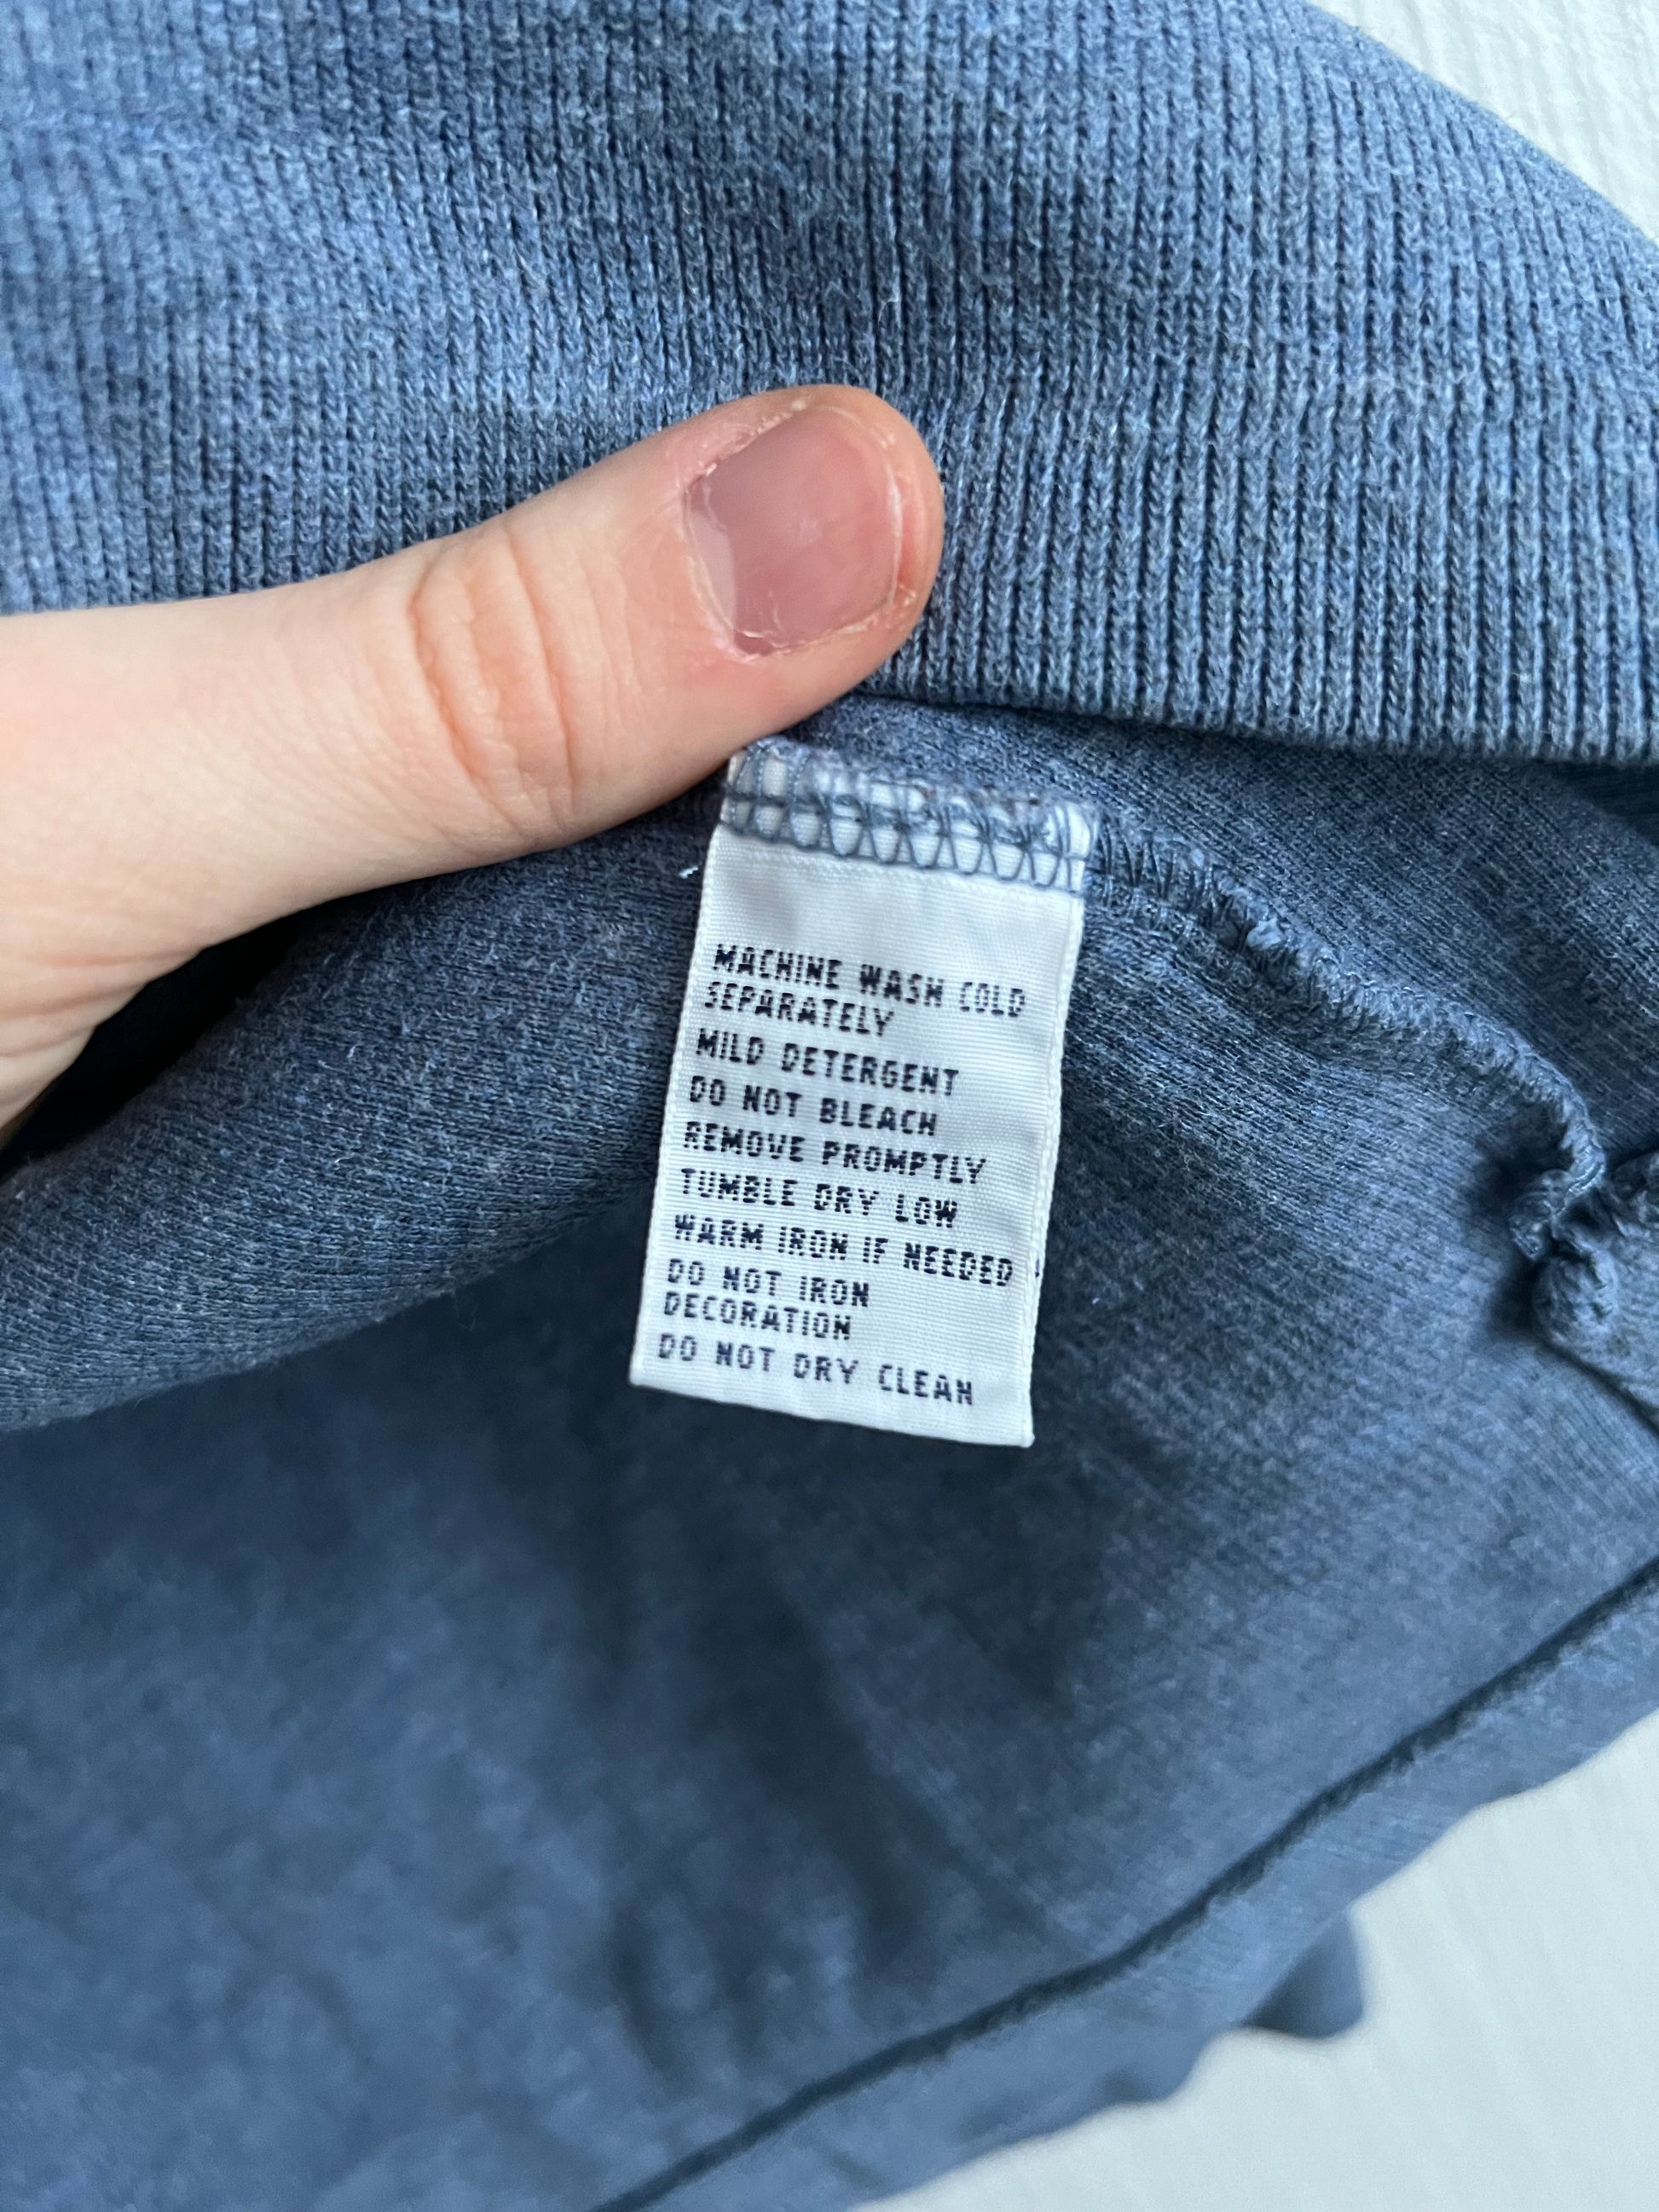 MACHINE WASH COLD
SEPARATELY
MILD DETERGENT
DO NOT BLEACH
REMOVE PROMPTLY
TUMBLE DRY LOW
WARM IRON IF NEEDED
DO NOT IRON
DECORATION
DO NOT DRY CLEAN